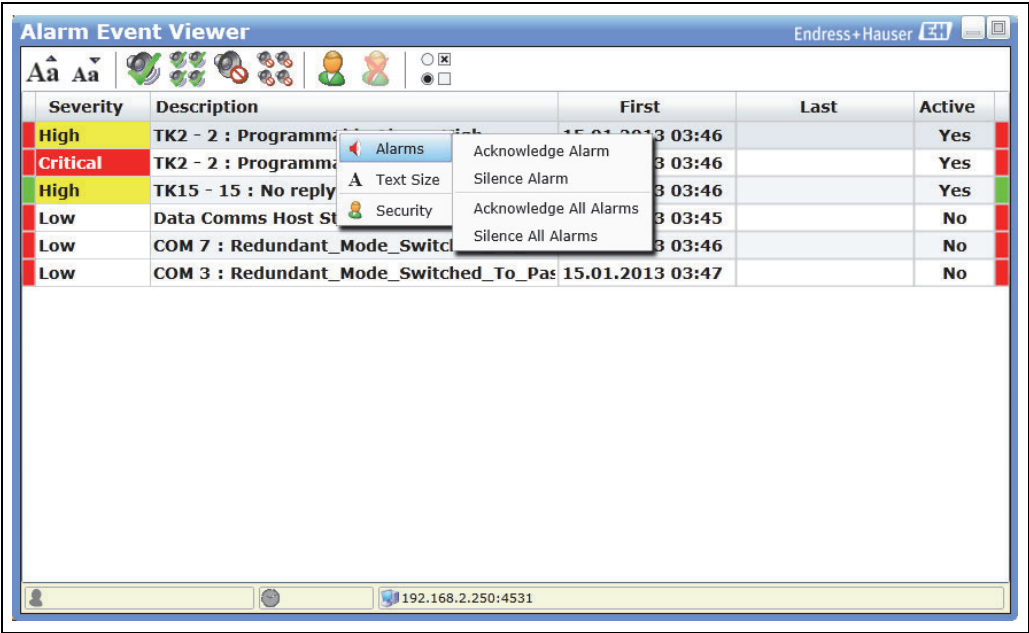 Alarm Event Viewer
Endress+Hauser EH
Aa Aa
Severity Description First Last Active
High TK2 - 2 : Programma 15.01.2013 03:46 Yes
Critical TK2 - 2 : Programma 3 03:46 Yes
High TK15 - 15 : No reply 3 03:46 Yes
Low Data Comms Host St 3 03:45 No
Low COM 7 : Redundant_Mode_Switcl 3 03:46 No
Low COM 3 : Redundant_Mode_Switched_To_Pas 15.01.2013 03:47 No
Alarms
A Text Size
Security
Acknowledge Alarm
Silence Alarm
Acknowledge All Alarms
Silence All Alarms
192.168.2.250:4531